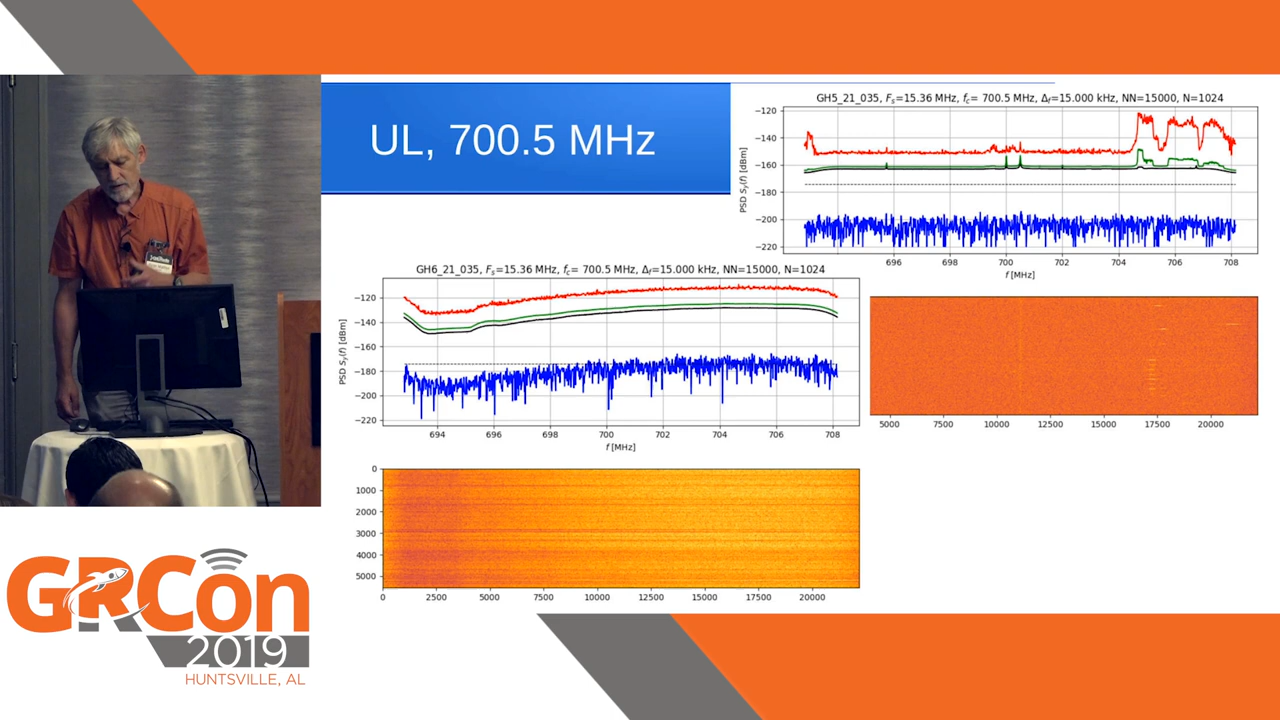 UL, 700.5 MHz
GH5_21_035, Fs=15.36 MHz, fc= 700.5 MHz, Δf=15.000 kHz, NN=15000, N=1024
−120
−140
−160
−180
−200
−220
PSD Sy(f) [dBm]
696 698 700 702 704 706 708
f [MHz]
GH6_21_035, Fs=15.36 MHz, fc= 700.5 MHz, Δf=15.000 kHz, NN=15000, N=1024
−120
−140
−160
−180
−200
−220
PSD Sy(f) [dBm]
694 696 698 700 702 704 706 708
f [MHz]
5000 7500 10000 12500 15000 17500 20000
0
1000
2000
3000
4000
5000
0 2500 5000 7500 10000 12500 15000 17500 20000
GRCon
2019
HUNTSVILLE, AL